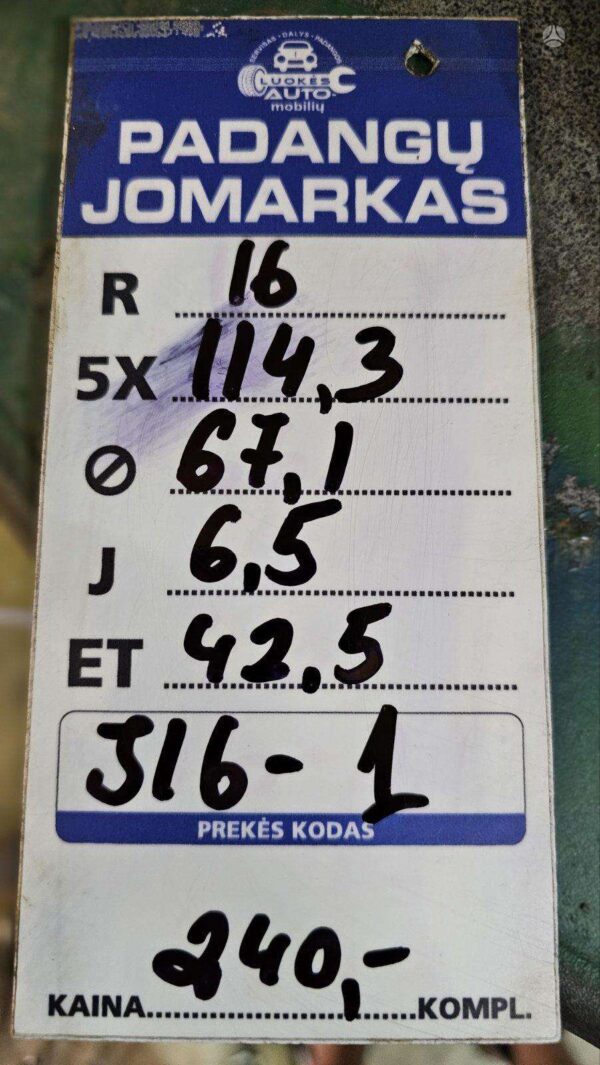 SERVISAS · DALYS · PADANGOS
LUOKĖS
AUTO
mobilių
PADANGŲ
JOMARKAS
R 16
5X 114,3
⊘ 67,1
J 6,5
ET 42,5
J16- 1
PREKĖS KODAS
240,-
KAINA....................................KOMPL.